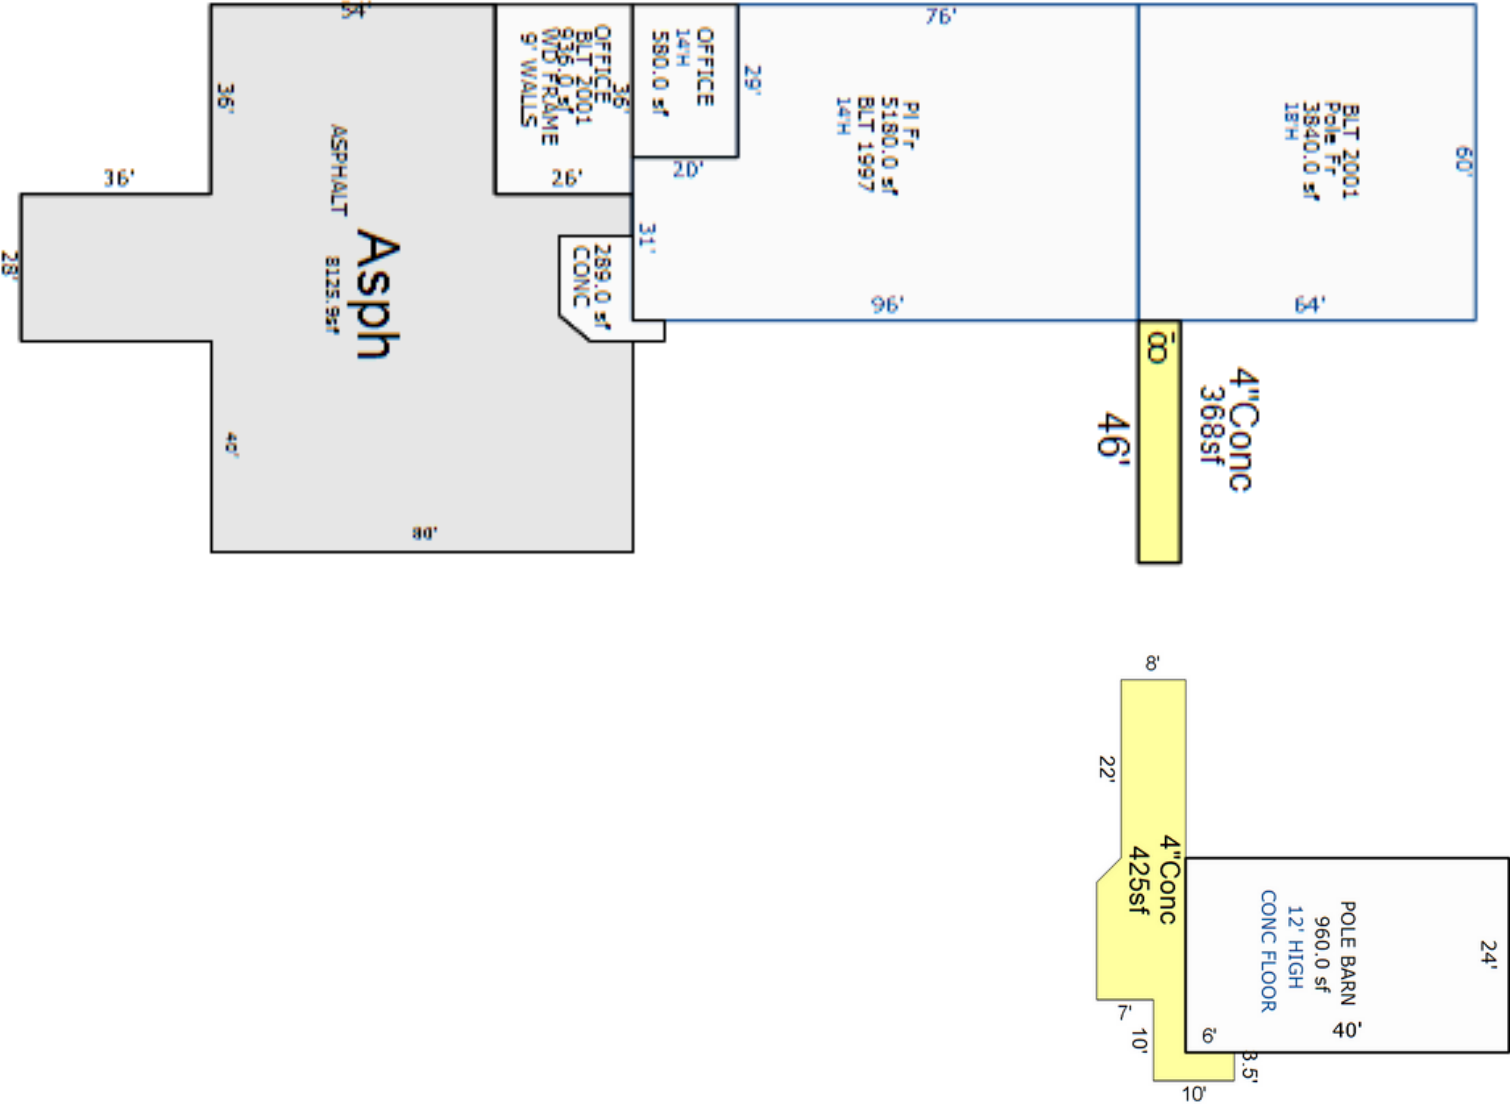 54'
36'
36'
28'
ASPHALT
8125.9sf
Asph
40'
80'
OFFICE
BLT 2001
936.0 sf
WD FRAME
9' WALLS
36'
26'
OFFICE
14'H
580.0 sf
29'
20'
31'
289.0 sf
CONC
76'
Pl Fr
5180.0 sf
BLT 1997
14'H
96'
BLT 2001
Pole Fr
3840.0 sf
18'H
60'
64'
8'
4"Conc
368sf
46'
8'
22'
4"Conc
425sf
7'
10'
6'
3.5'
10'
POLE BARN
960.0 sf
12' HIGH
CONC FLOOR
24'
40'